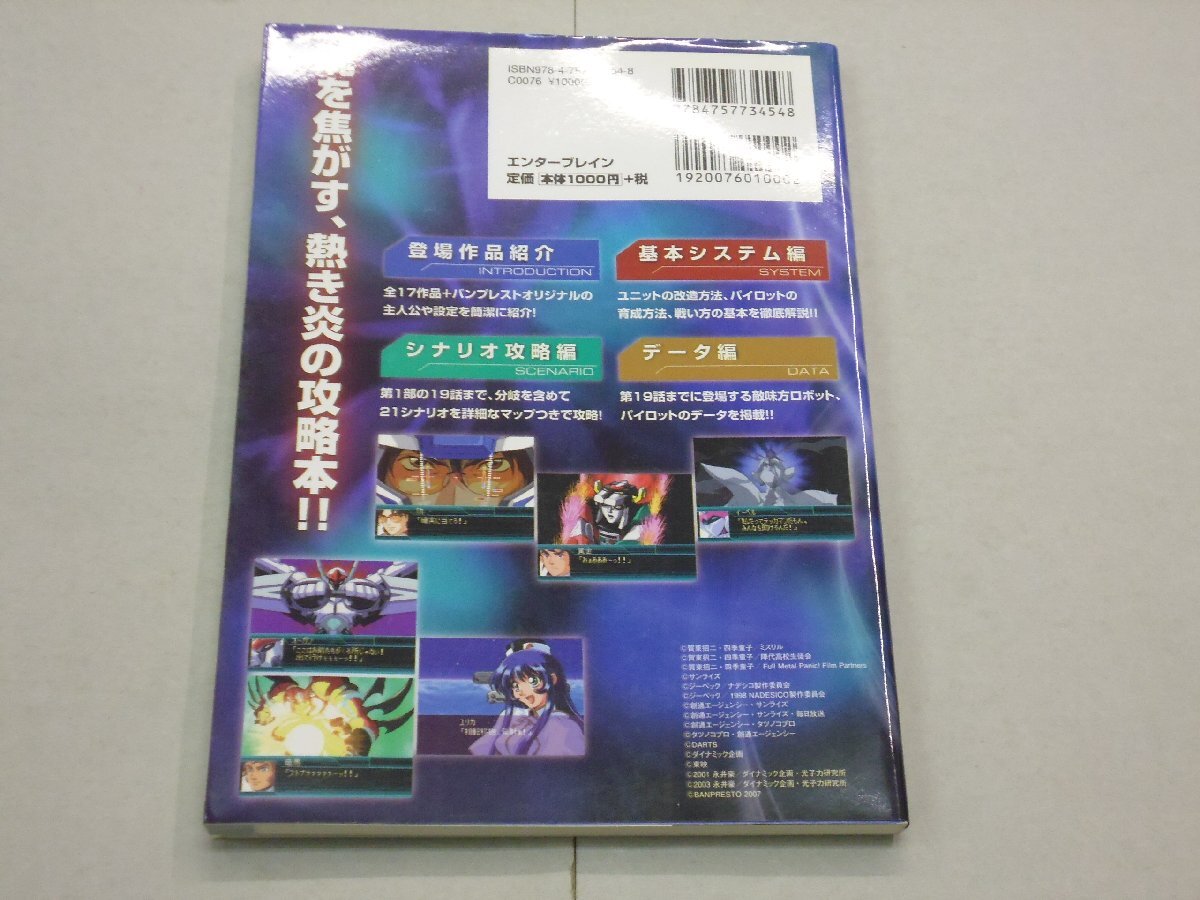 を焦がす、熱き炎の攻略本!!
ISBN978-4-75
C0076 ¥1000
784757734548
エンターブレイン
定価 本体1000円 +税
登場作品紹介
INTRODUCTION
全17作品+バンプレストオリジナルの
主人公や設定を簡潔に紹介!
基本システム編
SYSTEM
ユニットの改造方法、パイロットの
育成方法、戦い方の基本を徹底解説!!
シナリオ攻略編
SCENARIO
第1部の19話まで、分岐を含めて
21シナリオを詳細なマップつきで攻略!
データ編
DATA
第19話までに登場する敵味方ロボット、
パイロットのデータを掲載!!
「確実に当てる!」
イーベル
ユリカ
©賀東招二・四季童子/ミスリル
©賀東招二・四季童子/陣代高校生徒会
©賀東招二・四季童子/Full Metal Panic! Film Partners
©サンライズ
©ジーベック/ナデシコ製作委員会
©ジーベック/1998 NADESICO製作委員会
©創通エージェンシー・サンライズ
©創通エージェンシー・サンライズ・毎日放送
©創通エージェンシー・タツノコプロ
©タツノコプロ・創通エージェンシー
©DARTS
©ダイナミック企画
©東映
©2001 永井豪/ダイナミック企画・光子力研究所
©2003 永井豪/ダイナミック企画・光子力研究所
©BANPRESTO 2007